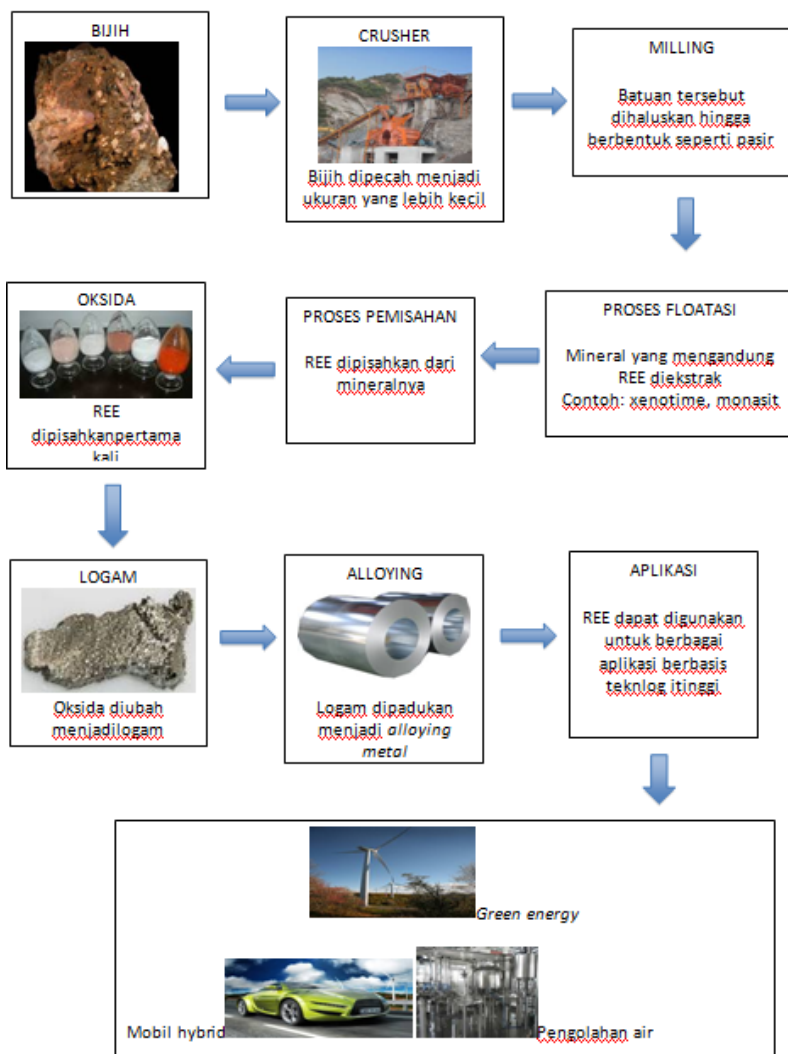 BIJIH
CRUSHER
Bijih dipecah menjadi
ukuran yang lebih kecil
MILLING
Batuan tersebut
dihaluskan hingga
berbentuk seperti pasir
PROSES FLOATASI
Mineral yang mengandung
REE diekstrak
Contoh: xenotime, monasit
PROSES PEMISAHAN
REE dipisahkan dari
mineralnya
OKSIDA
REE
dipisahkanpertama
kali
LOGAM
Oksida diubah
menjadilogam
ALLOYING
Logam dipadukan
menjadi alloying
metal
APLIKASI
REE dapat digunakan
untuk berbagai
aplikasi berbasis
teknlog itinggi
Green energy
Mobil hybrid
Pengolahan air